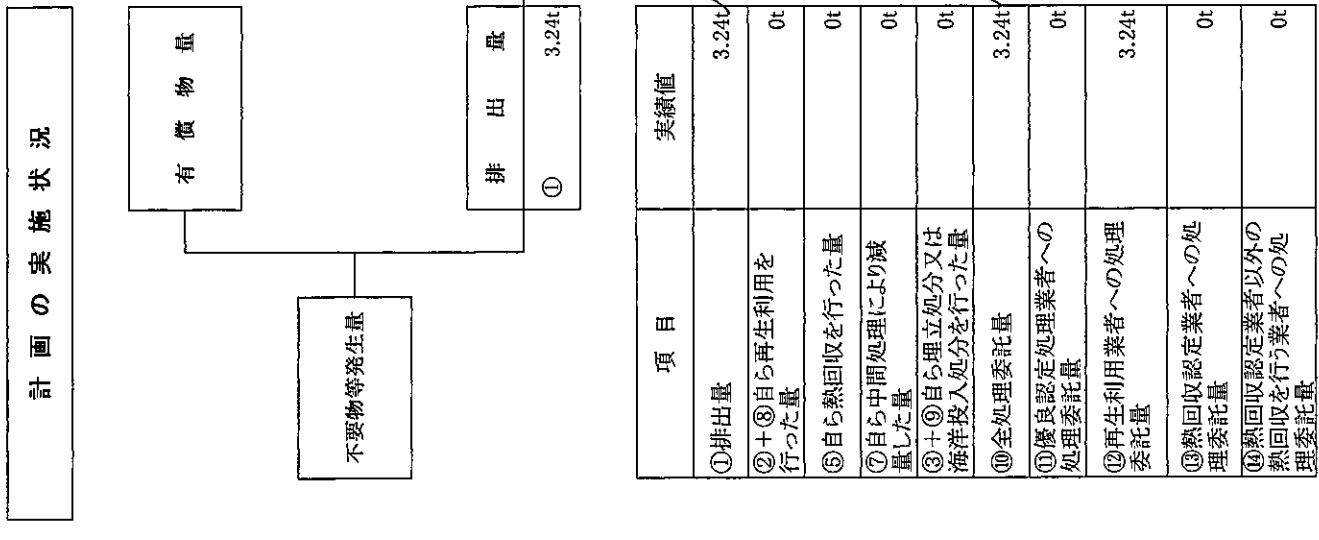 計画の実施状況
有償物量
不要物等発生量
排出量
① 3.24t
項目 実績値
①排出量 3.24t
②+⑧自ら再生利用を
行った量 0t
⑤自ら熱回収を行った量 0t
⑦自ら中間処理により減
量した量 0t
③+⑨自ら埋立処分又は
海洋投入処分を行った量 0t
⑩全処理委託量 3.24t
⑪優良認定処理業者への
処理委託量 0t
⑫再生利用業者への処理
委託量 3.24t
⑬熱回収認定業者への処
理委託量 0t
⑭熱回収認定業者以外の
熱回収を行う業者への処
理委託量 0t